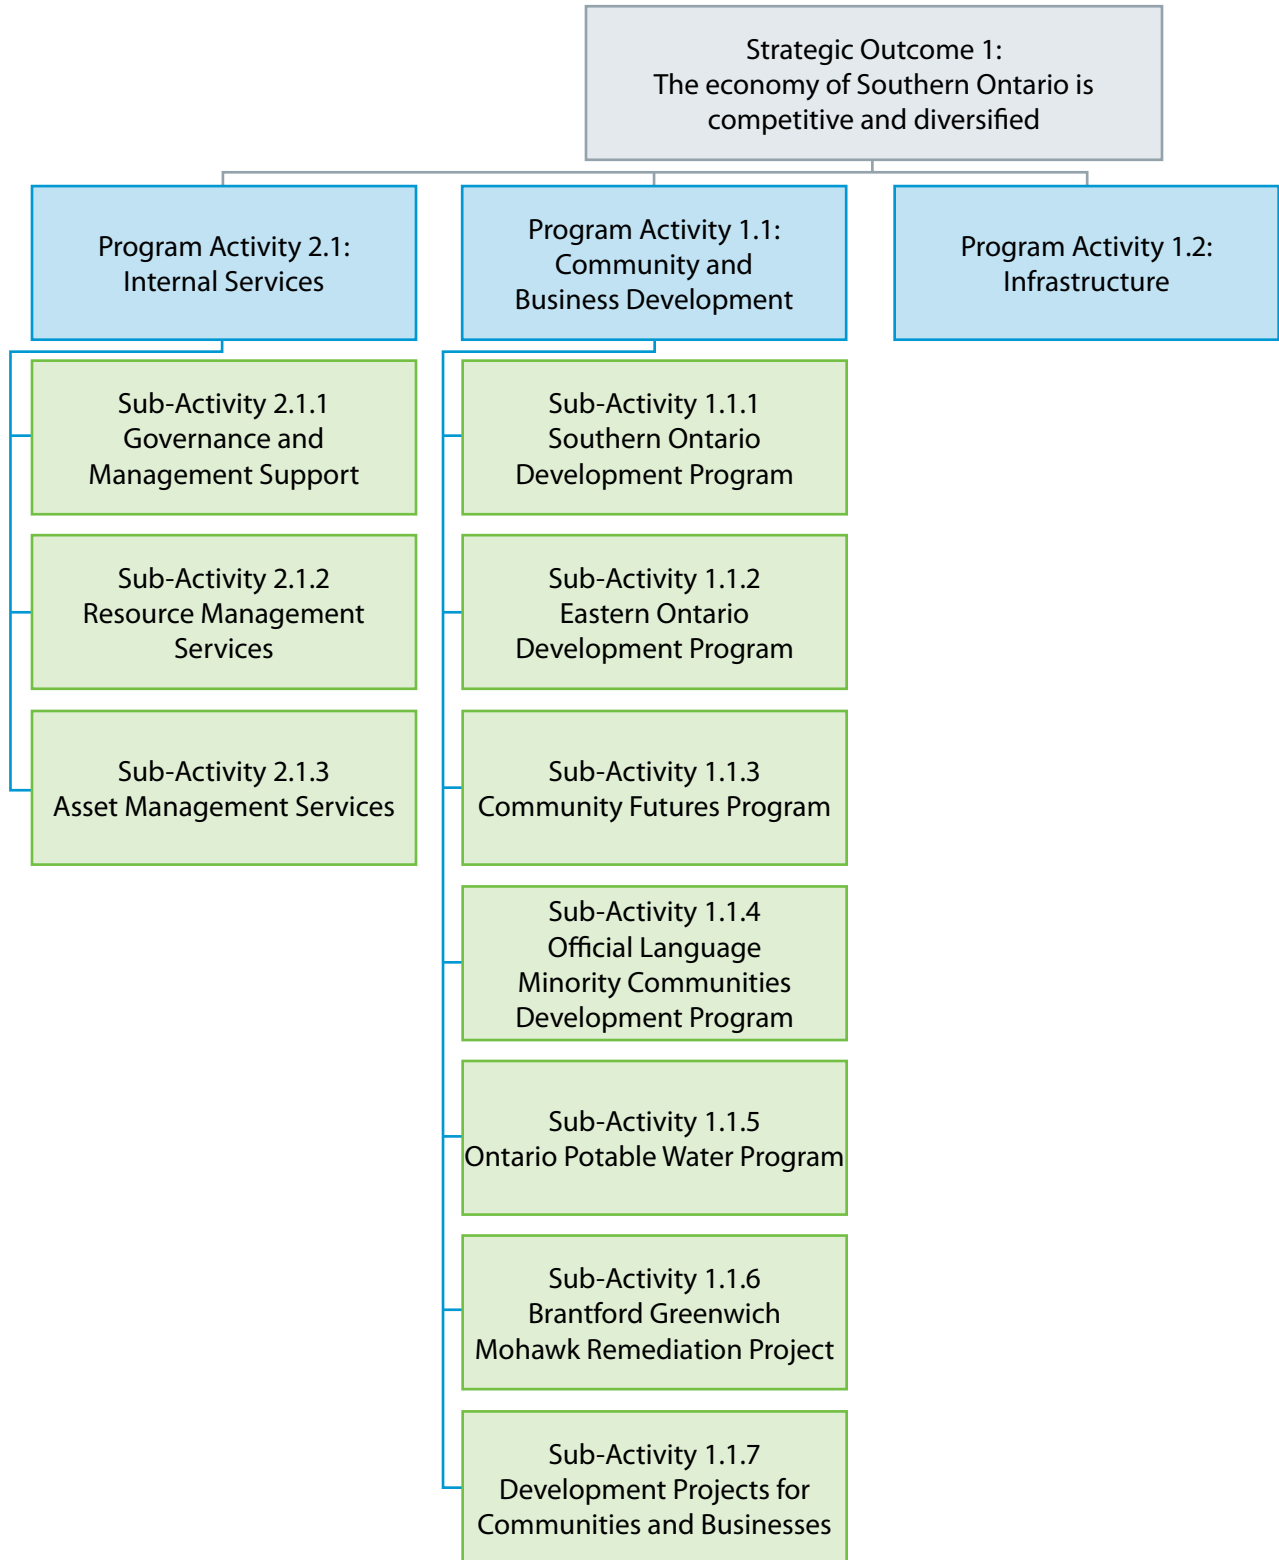 Strategic Outcome 1:
The economy of Southern Ontario is
competitive and diversified
Program Activity 2.1:
Internal Services
Program Activity 1.1:
Community and
Business Development
Program Activity 1.2:
Infrastructure
Sub-Activity 2.1.1
Governance and
Management Support
Sub-Activity 2.1.2
Resource Management
Services
Sub-Activity 2.1.3
Asset Management Services
Sub-Activity 1.1.1
Southern Ontario
Development Program
Sub-Activity 1.1.2
Eastern Ontario
Development Program
Sub-Activity 1.1.3
Community Futures Program
Sub-Activity 1.1.4
Official Language
Minority Communities
Development Program
Sub-Activity 1.1.5
Ontario Potable Water Program
Sub-Activity 1.1.6
Brantford Greenwich
Mohawk Remediation Project
Sub-Activity 1.1.7
Development Projects for
Communities and Businesses